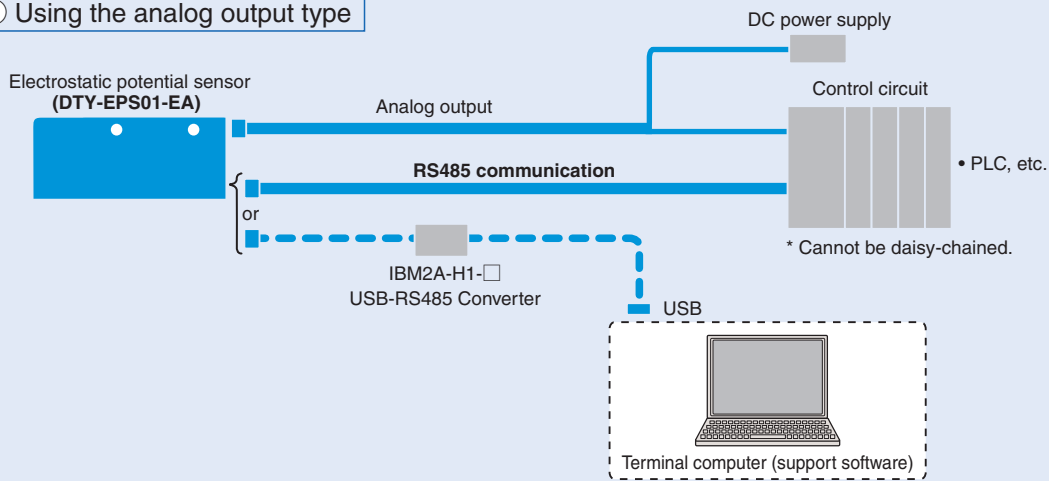 Using the analog output type
DC power supply
Electrostatic potential sensor
(DTY-EPS01-EA)
Analog output
Control circuit
RS485 communication
• PLC, etc.
or
* Cannot be daisy-chained.
IBM2A-H1-□
USB-RS485 Converter
USB
Terminal computer (support software)